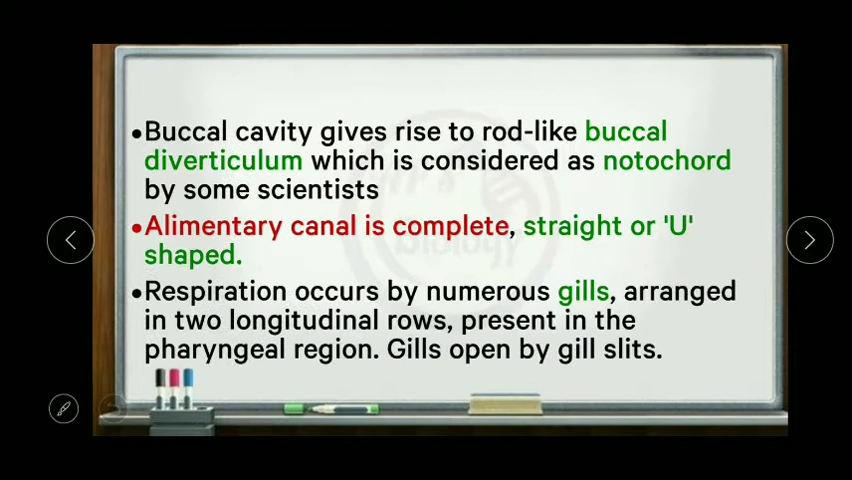 •Buccal cavity gives rise to rod-like buccal
diverticulum which is considered as notochord
by some scientists
•Alimentary canal is complete, straight or 'U'
shaped.
•Respiration occurs by numerous gills, arranged
in two longitudinal rows, present in the
pharyngeal region. Gills open by gill slits.